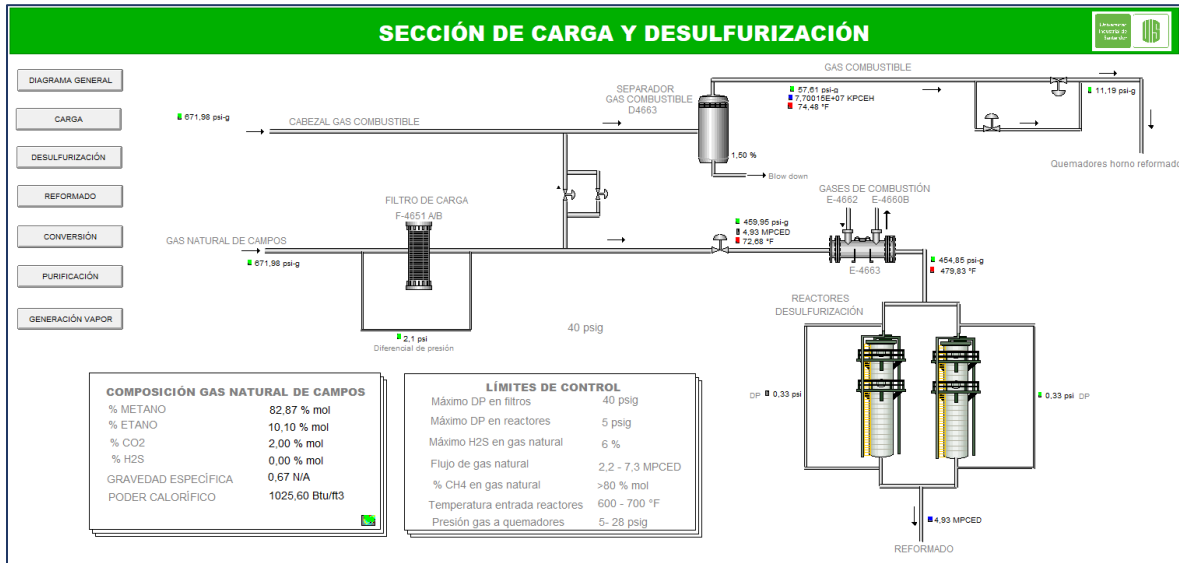 SECCIÓN DE CARGA Y DESULFURIZACIÓN
Universidad
Industrial de
Santander
UIS
DIAGRAMA GENERAL
CARGA
DESULFURIZACIÓN
REFORMADO
CONVERSIÓN
PURIFICACIÓN
GENERACIÓN VAPOR
671,98 psi-g
CABEZAL GAS COMBUSTIBLE
SEPARADOR
GAS COMBUSTIBLE
D4663
GAS COMBUSTIBLE
57,61 psi-g
7,70015E+07 KPCEH
74,48 °F
11,19 psi-g
1,50 %
Blow down
Quemadores horno reformado
FILTRO DE CARGA
F-4651 A/B
GAS NATURAL DE CAMPOS
671,98 psi-g
2,1 psi
Diferencial de presión
40 psig
459,95 psi-g
4,93 MPCED
72,68 °F
GASES DE COMBUSTIÓN
E-4662 E-4660B
E-4663
454,85 psi-g
479,83 °F
REACTORES
DESULFURIZACIÓN
DP 0,33 psi
0,33 psi DP
4,93 MPCED
REFORMADO
COMPOSICIÓN GAS NATURAL DE CAMPOS
% METANO 82,87 % mol
% ETANO 10,10 % mol
% CO2 2,00 % mol
% H2S 0,00 % mol
GRAVEDAD ESPECÍFICA 0,67 N/A
PODER CALORÍFICO 1025,60 Btu/ft3
LÍMITES DE CONTROL
Máximo DP en filtros 40 psig
Máximo DP en reactores 5 psig
Máximo H2S en gas natural 6 %
Flujo de gas natural 2,2 - 7,3 MPCED
% CH4 en gas natural >80 % mol
Temperatura entrada reactores 600 - 700 °F
Presión gas a quemadores 5- 28 psig